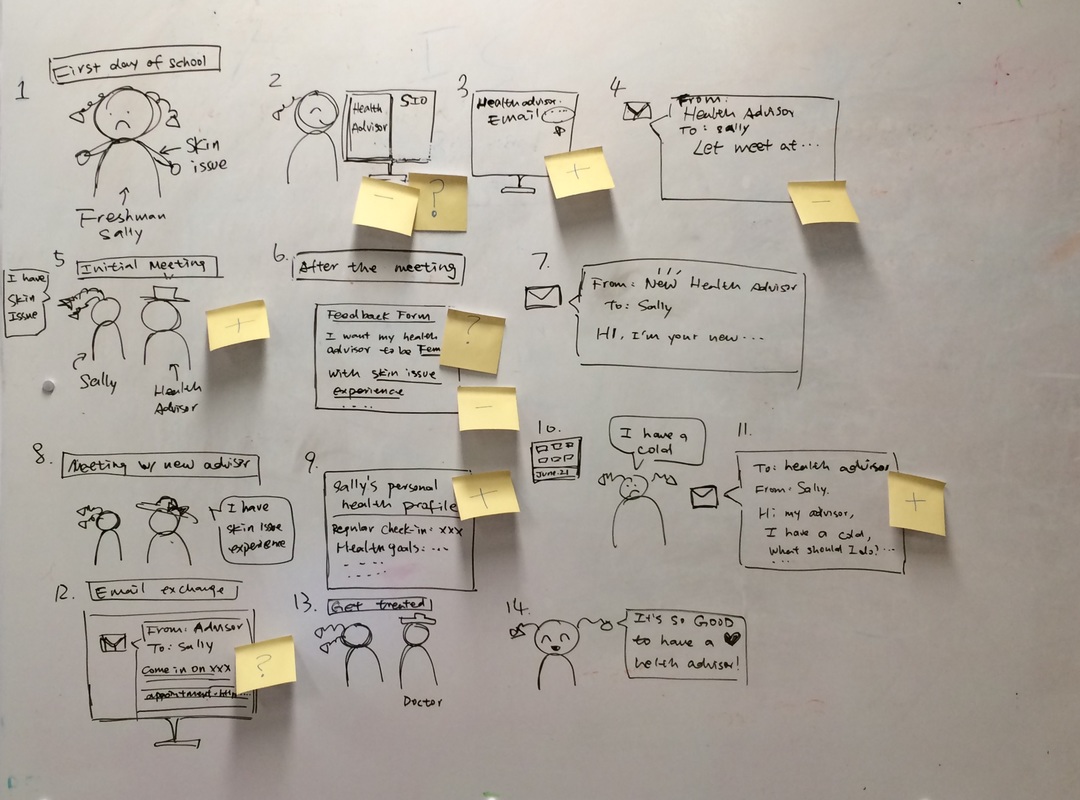 1
First day of school
Skin
issue
Freshman
Sally
2
Health
Advisor
SIO
−
?
3.
Health advisor:
EMAIL
+
4
From:
Health Advisor
To: Sally
Let meet at...
−
5
Initial Meeting
I have
Skin
Issue
Sally
Health
Advisor
+
6.
After the meeting
Feedback Form
I want my health
advisor to be Fem
with skin issue
experience
....
?
−
7.
From: New Health Advisor
To: Sally
HI, I'm your new...
8.
Meeting w/ new advisor
I have
skin issue
experience
9.
Sally's personal
health profile
Regular check-in: xxx
Health goals: ...
+
10.
June.21
I have a
cold
11.
To: health advisor
From: Sally.
Hi my advisor,
I have a cold,
what should I do?...
...
+
12.
Email exchange
From: Advisor
To: Sally
Come in on xxx
?
13.
Get treated
Doctor
14.
It's so GOOD
to have a
helth advisor!